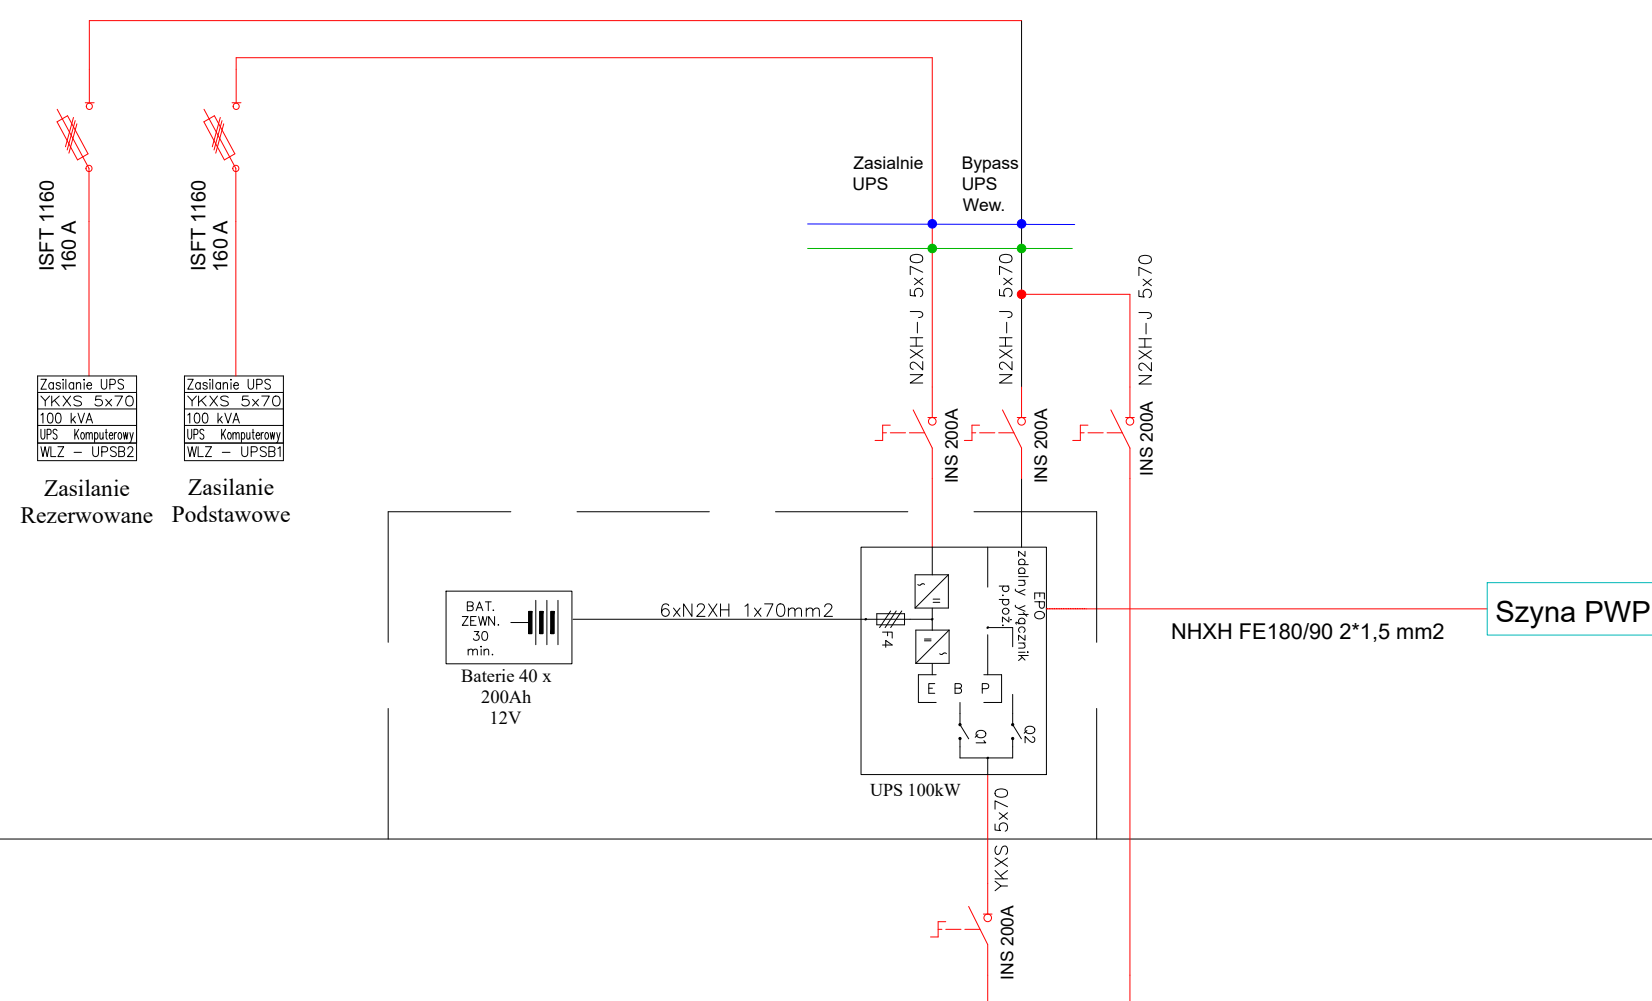 Zasialnie
UPS
Bypass
UPS
Wew.
ISFT 1160
160 A
ISFT 1160
160 A
N2XH-J 5x70
N2XH-J 5x70
N2XH-J 5x70
Zasilanie UPS
YKXS 5x70
100 kVA
UPS Komputerowy
WLZ - UPSB2
Zasilanie UPS
YKXS 5x70
100 kVA
UPS Komputerowy
WLZ - UPSB1
Zasilanie
Rezerwowane
Zasilanie
Podstawowe
INS 200A
INS 200A
INS 200A
BAT.
ZEWN.
30
min.
Baterie 40 x
200Ah
12V
6xN2XH 1x70mm2
F4
EPO
zdalny yłącznik
p.poż.
E B P
Q1
Q2
UPS 100kW
NHXH FE180/90 2*1,5 mm2
Szyna PWP
YKXS 5x70
INS 200A